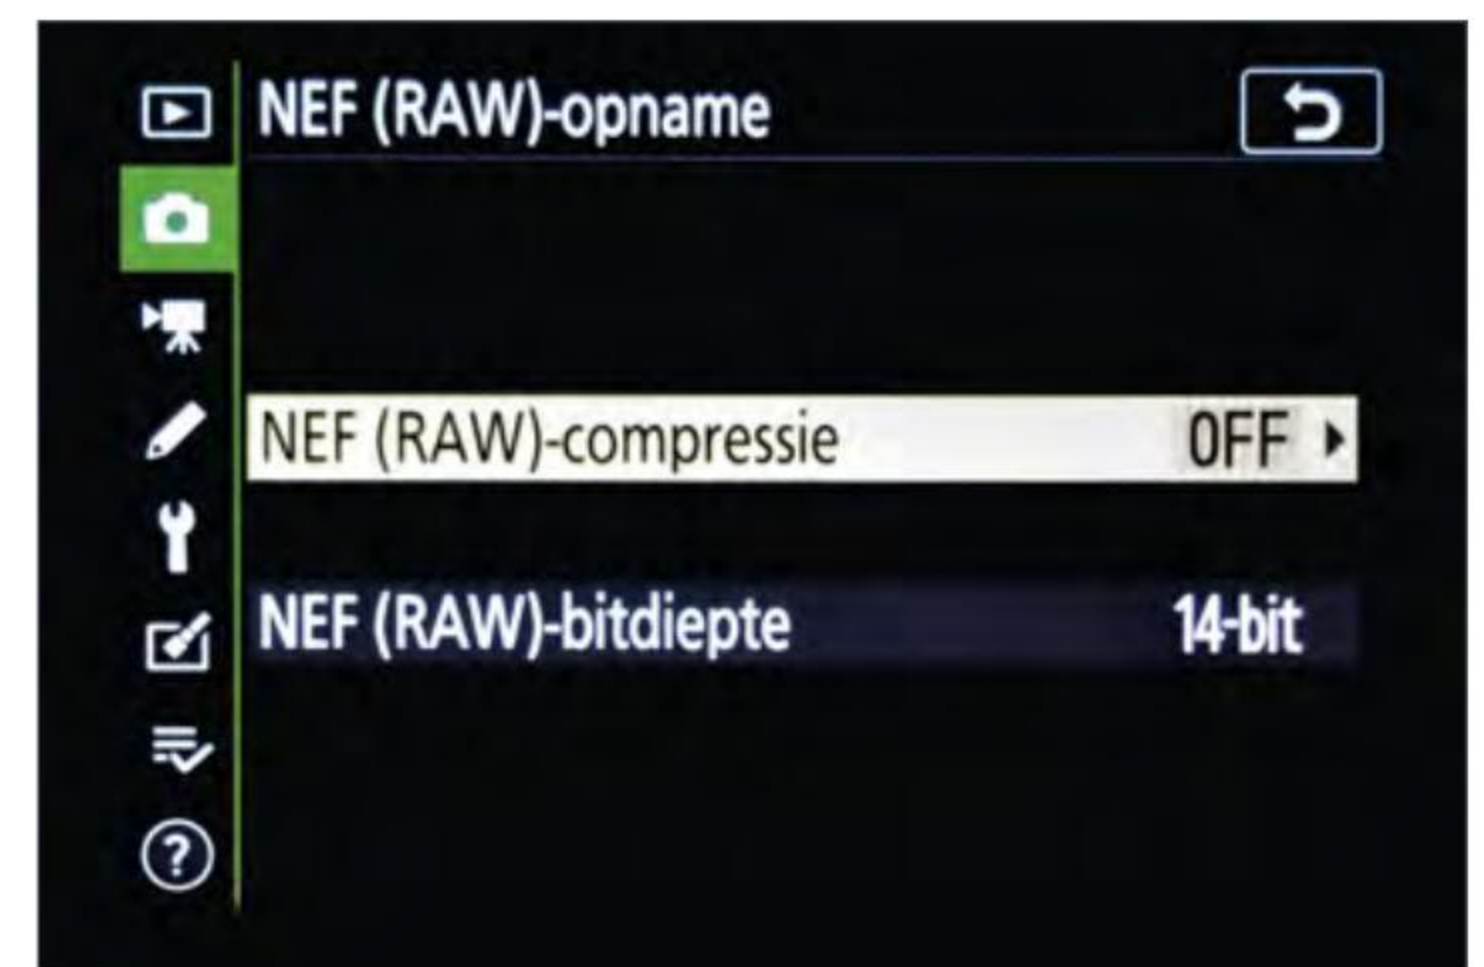 NEF (RAW)-opname
NEF (RAW)-compressie OFF
NEF (RAW)-bitdiepte 14-bit
?